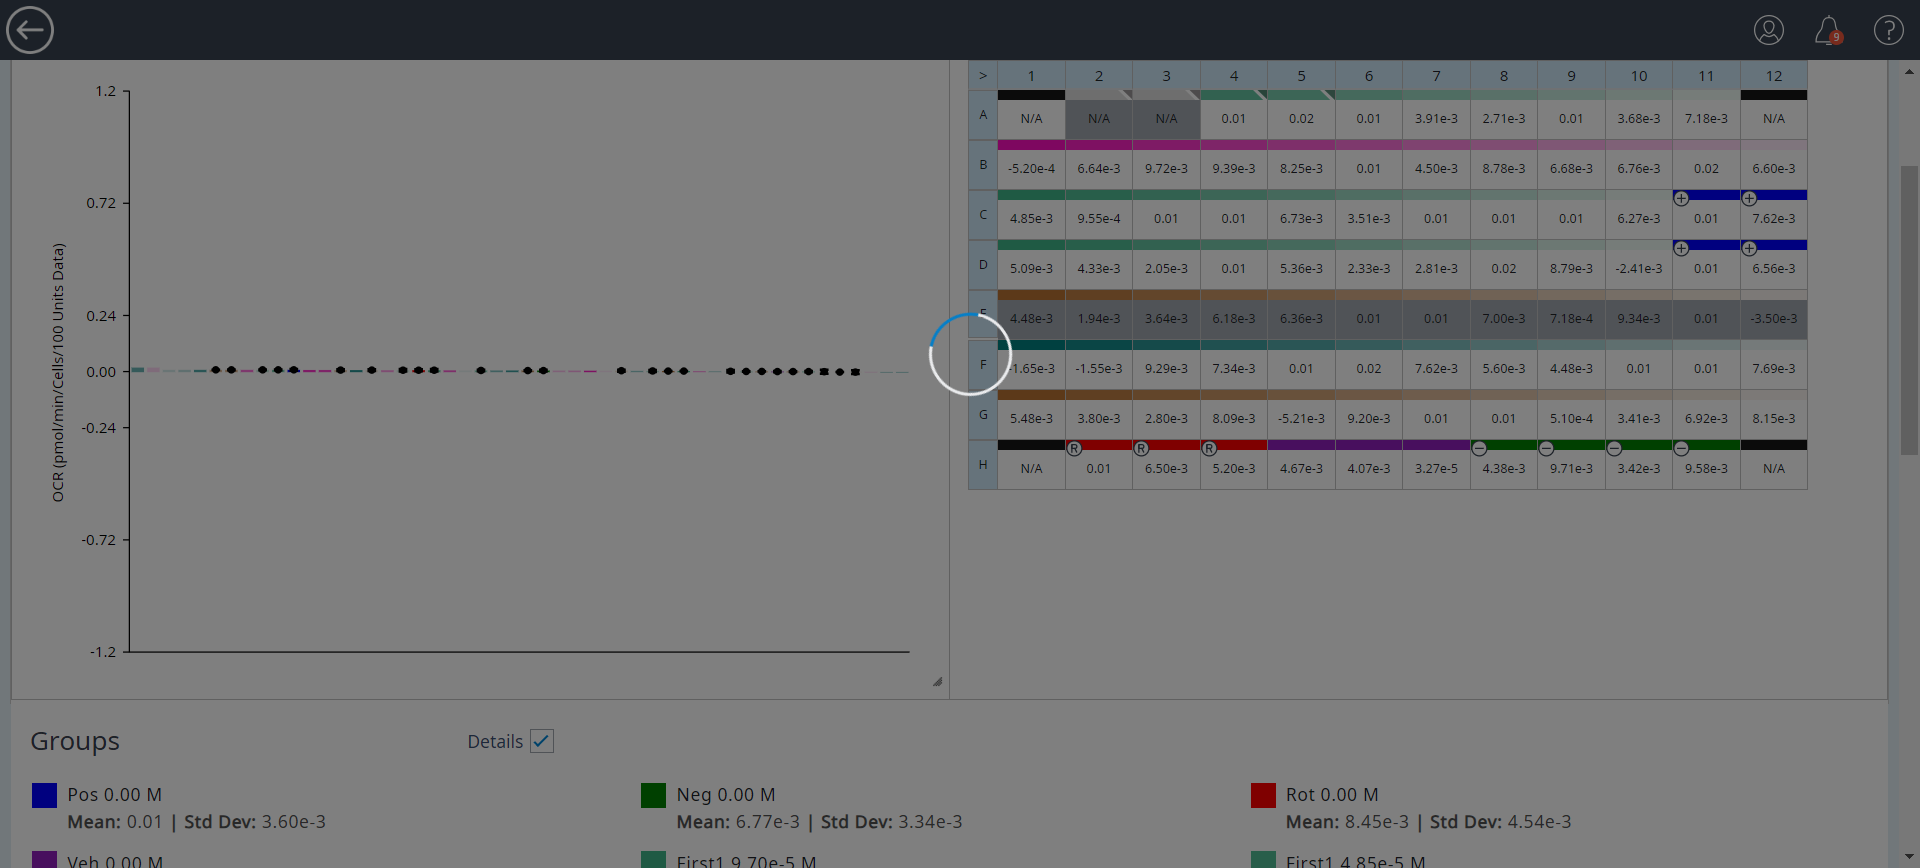 9
1.2
0.72
0.24
0.00
-0.24
-0.72
-1.2
OCR (pmol/min/Cells/100 Units Data)
> 1 2 3 4 5 6 7 8 9 10 11 12
A N/A N/A N/A 0.01 0.02 0.01 3.91e-3 2.71e-3 0.01 3.68e-3 7.18e-3 N/A
B -5.20e-4 6.64e-3 9.72e-3 9.39e-3 8.25e-3 0.01 4.50e-3 8.78e-3 6.68e-3 6.76e-3 0.02 6.60e-3
+ +
C 4.85e-3 9.55e-4 0.01 0.01 6.73e-3 3.51e-3 0.01 0.01 0.01 6.27e-3 0.01 7.62e-3
+ +
D 5.09e-3 4.33e-3 2.05e-3 0.01 5.36e-3 2.33e-3 2.81e-3 0.02 8.79e-3 -2.41e-3 0.01 6.56e-3
E 4.48e-3 1.94e-3 3.64e-3 6.18e-3 6.36e-3 0.01 0.01 7.00e-3 7.18e-4 9.34e-3 0.01 -3.50e-3
F -1.65e-3 -1.55e-3 9.29e-3 7.34e-3 0.01 0.02 7.62e-3 5.60e-3 4.48e-3 0.01 0.01 7.69e-3
G 5.48e-3 3.80e-3 2.80e-3 8.09e-3 -5.21e-3 9.20e-3 0.01 0.01 5.10e-4 3.41e-3 6.92e-3 8.15e-3
R R R − − − −
H N/A 0.01 6.50e-3 5.20e-3 4.67e-3 4.07e-3 3.27e-5 4.38e-3 9.71e-3 3.42e-3 9.58e-3 N/A
Groups Details
Pos 0.00 M
Mean: 0.01 | Std Dev: 3.60e-3
Neg 0.00 M
Mean: 6.77e-3 | Std Dev: 3.34e-3
Rot 0.00 M
Mean: 8.45e-3 | Std Dev: 4.54e-3
Veh 0.00 M
First1 9.70e-5 M
First1 4.85e-5 M